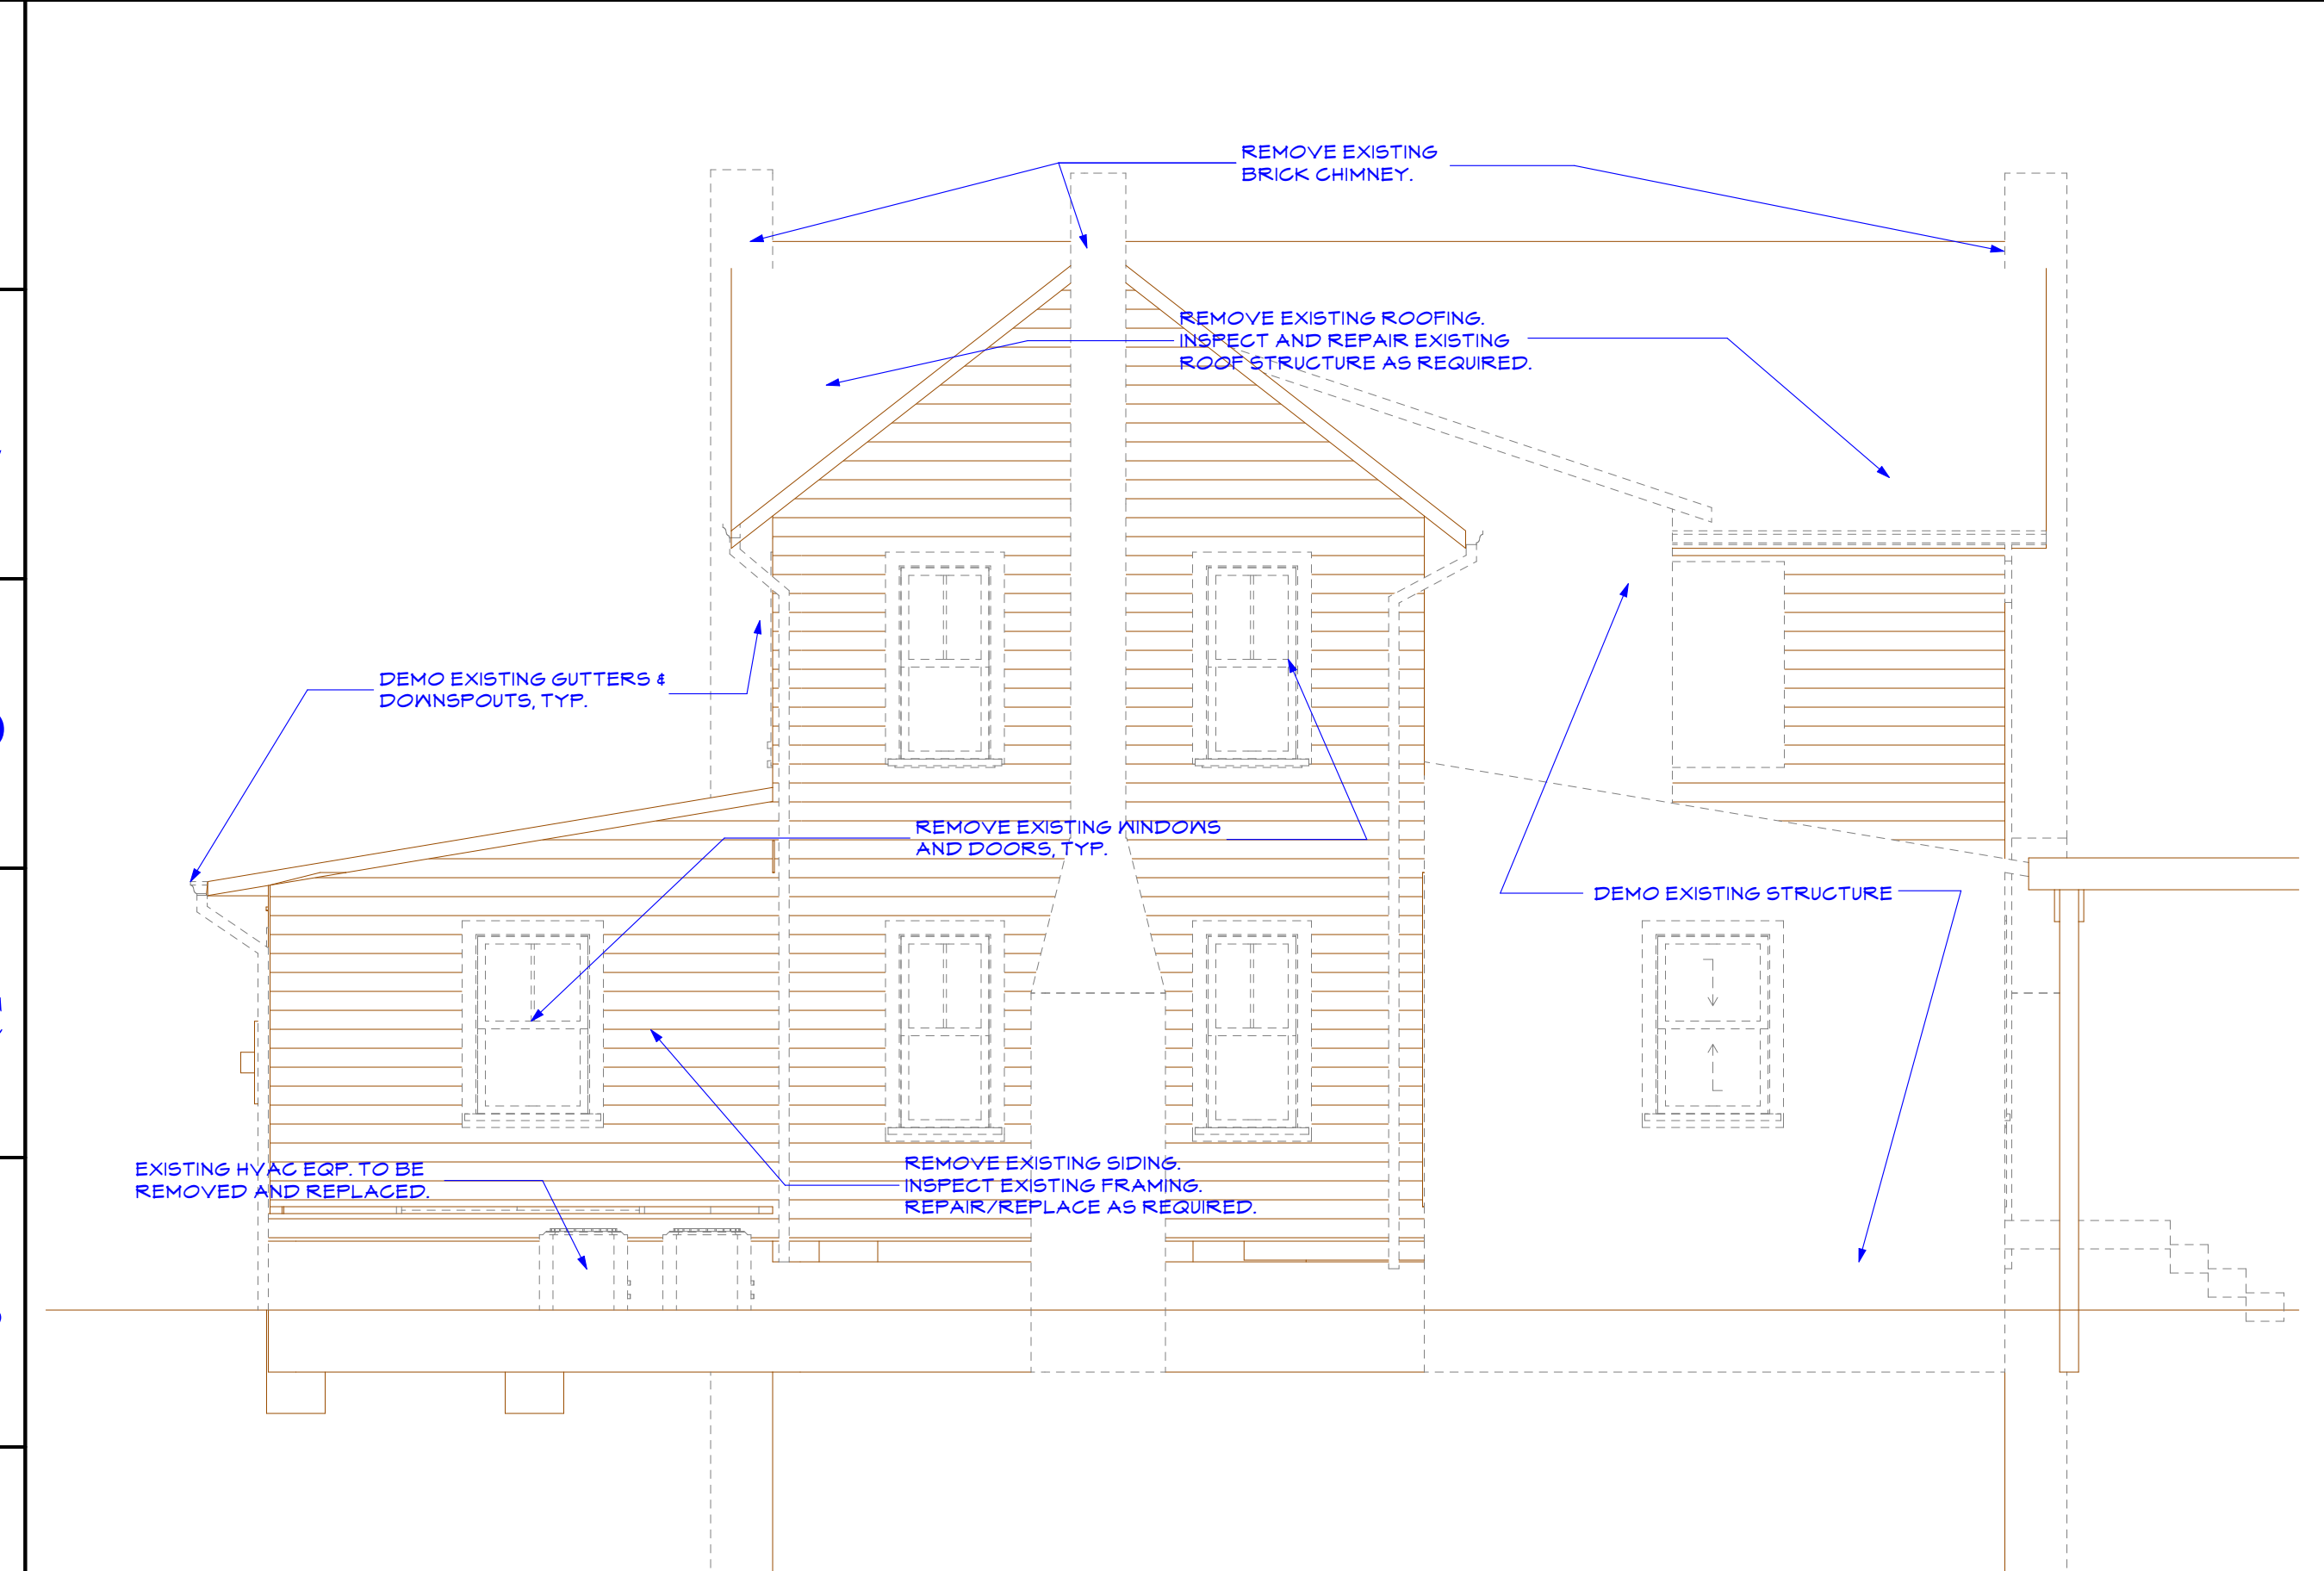 REMOVE EXISTING
BRICK CHIMNEY.
REMOVE EXISTING ROOFING.
INSPECT AND REPAIR EXISTING
ROOF STRUCTURE AS REQUIRED.
DEMO EXISTING GUTTERS &
DOWNSPOUTS, TYP.
REMOVE EXISTING WINDOWS
AND DOORS, TYP.
DEMO EXISTING STRUCTURE
EXISTING HVAC EQP. TO BE
REMOVED AND REPLACED.
REMOVE EXISTING SIDING.
INSPECT EXISTING FRAMING.
REPAIR/REPLACE AS REQUIRED.